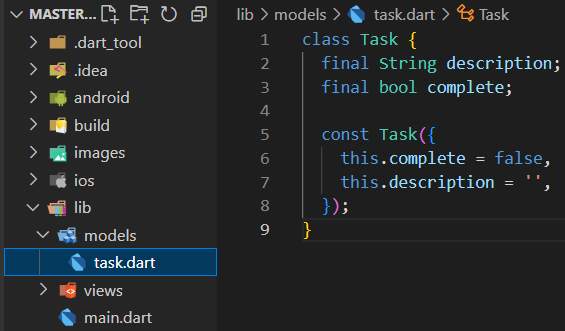 MASTER...
.dart_tool
.idea
android
build
images
ios
lib
models
task.dart
views
main.dart
lib > models > task.dart > Task
1 class Task {
2   final String description;
3   final bool complete;
4
5   const Task({
6     this.complete = false,
7     this.description = '',
8   });
9 }